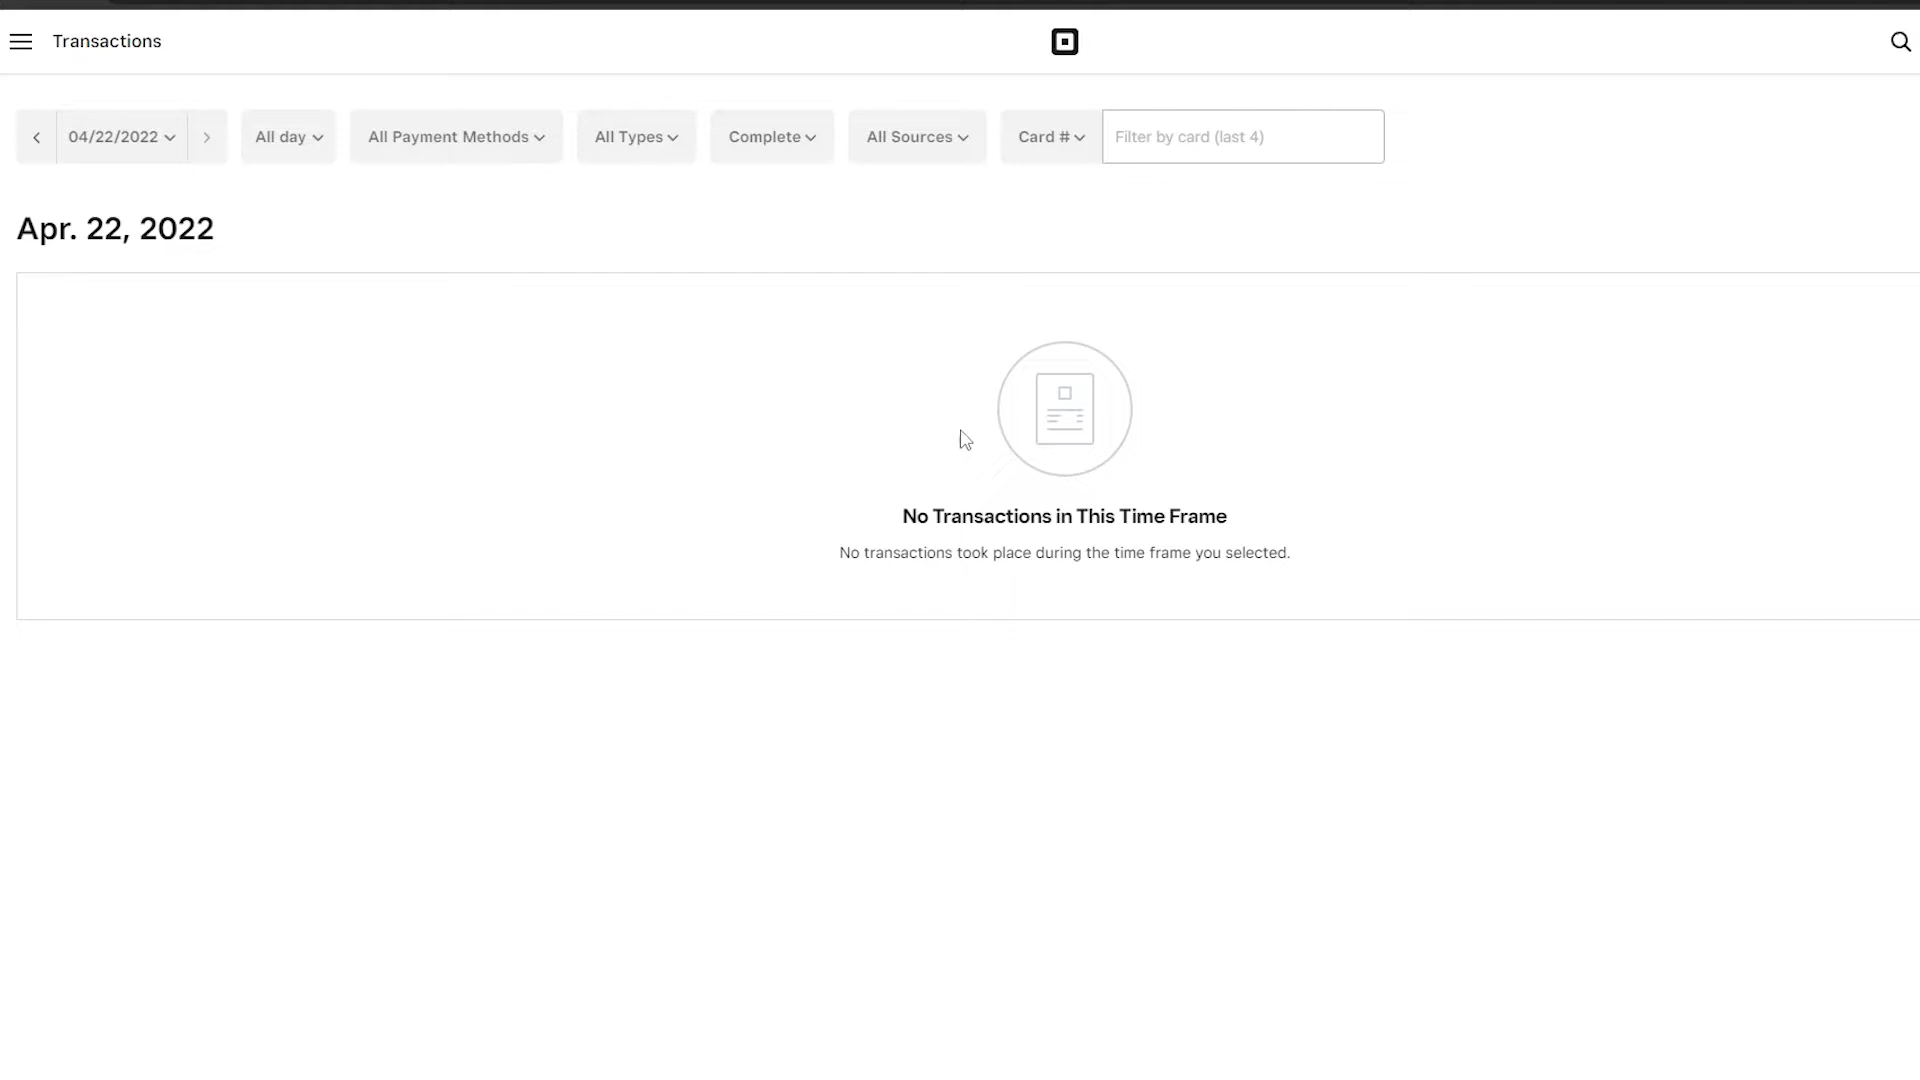 Transactions
04/22/2022
All day
All Payment Methods
All Types
Complete
All Sources
Card #
Filter by card (last 4)
Apr. 22, 2022
No Transactions in This Time Frame
No transactions took place during the time frame you selected.